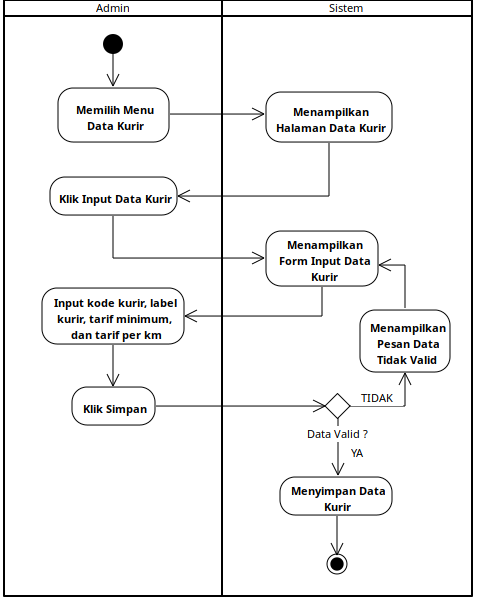 Admin
Sistem
Memilih Menu
Data Kurir
Menampilkan
Halaman Data Kurir
Klik Input Data Kurir
Menampilkan
Form Input Data
Kurir
Input kode kurir, label
kurir, tarif minimum,
dan tarif per km
Menampilkan
Pesan Data
Tidak Valid
Klik Simpan
TIDAK
Data Valid ?
YA
Menyimpan Data
Kurir